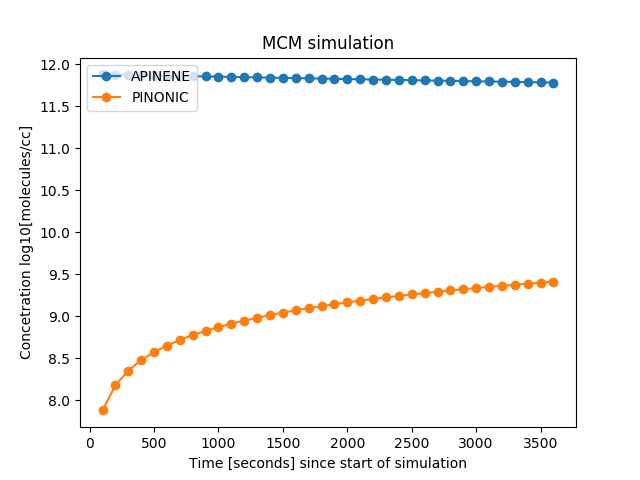 MCM simulation
12.0
11.5
11.0
10.5
10.0
9.5
9.0
8.5
8.0
Concetration log10[molecules/cc]
APINENE
PINONIC
0 500 1000 1500 2000 2500 3000 3500
Time [seconds] since start of simulation